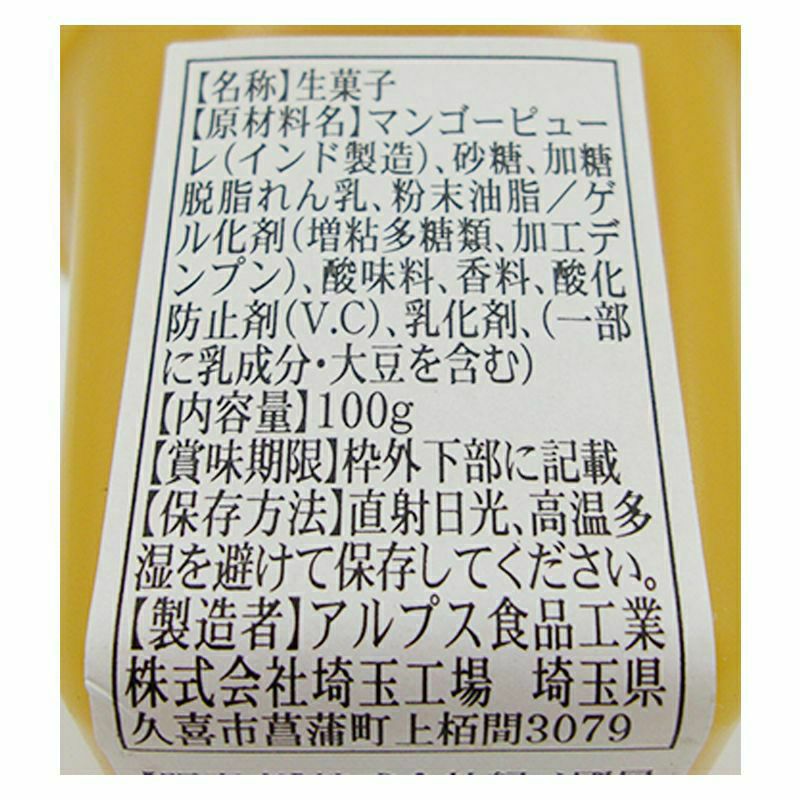 【名称】生菓子
【原材料名】マンゴーピュー
レ(インド製造)、砂糖、加糖
脱脂れん乳、粉末油脂／ゲ
ル化剤(増粘多糖類、加工デ
ンプン)、酸味料、香料、酸化
防止剤(V.C)、乳化剤、(一部
に乳成分・大豆を含む)
【内容量】100g
【賞味期限】枠外下部に記載
【保存方法】直射日光、高温多
湿を避けて保存してください。
【製造者】アルプス食品工業
株式会社埼玉工場 埼玉県
久喜市菖蒲町上栢間3079